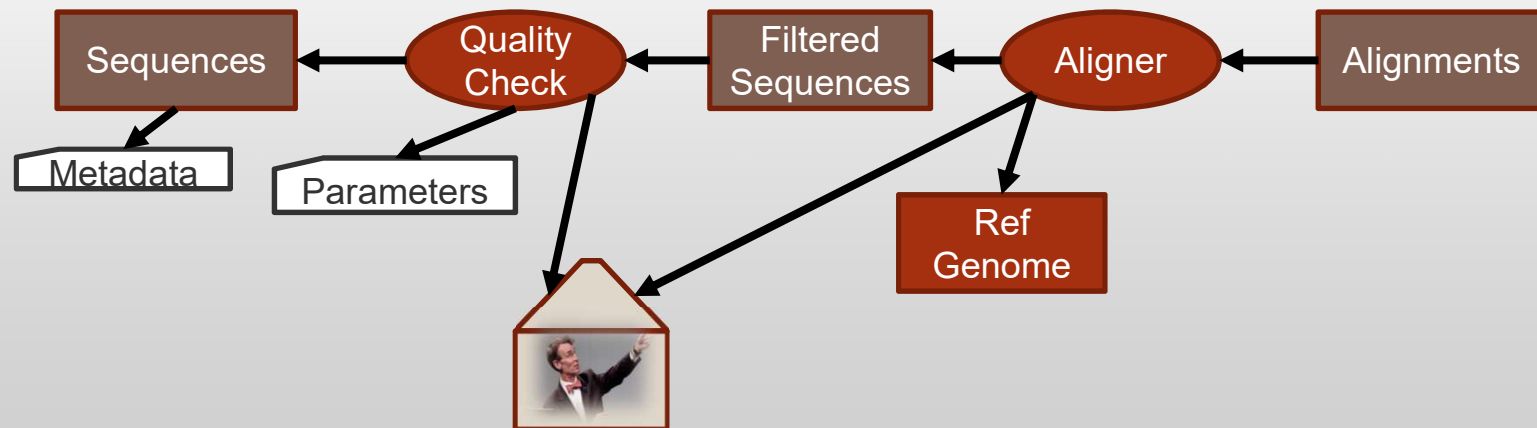 Sequences
Quality
Check
Filtered
Sequences
Aligner
Alignments
Metadata
Parameters
Ref
Genome